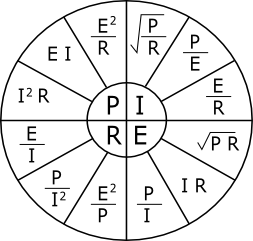 E²/R
√(P/R)
E I
P/E
I² R
E/R
P I
R E
E/I
√(P R)
P/I²
I R
E²/P
P/I